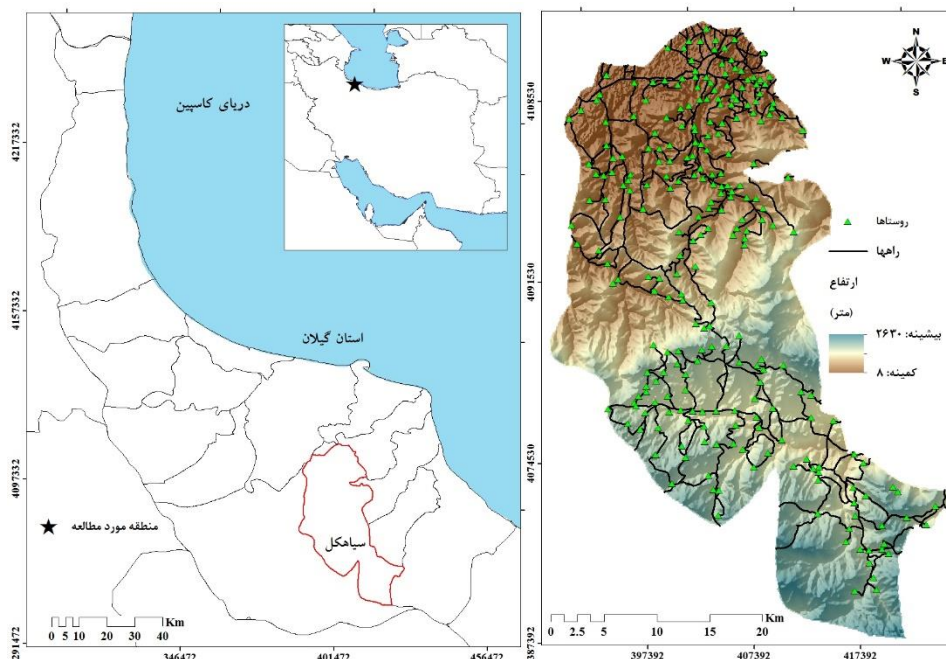 دریای کاسپین
استان گیلان
سیاهکل
منطقه مورد مطالعه
4217332
4157332
4097332
291472
346472
401472
456472
0 5 10 20 30 40
Km
N
W E
S
روستاها
راهها
ارتفاع
(متر)
بیشینه: ۲۶۳۰
کمینه: ۸
4108530
4091530
4074530
387392
397392
407392
417392
0 2.5 5 10 15 20
Km